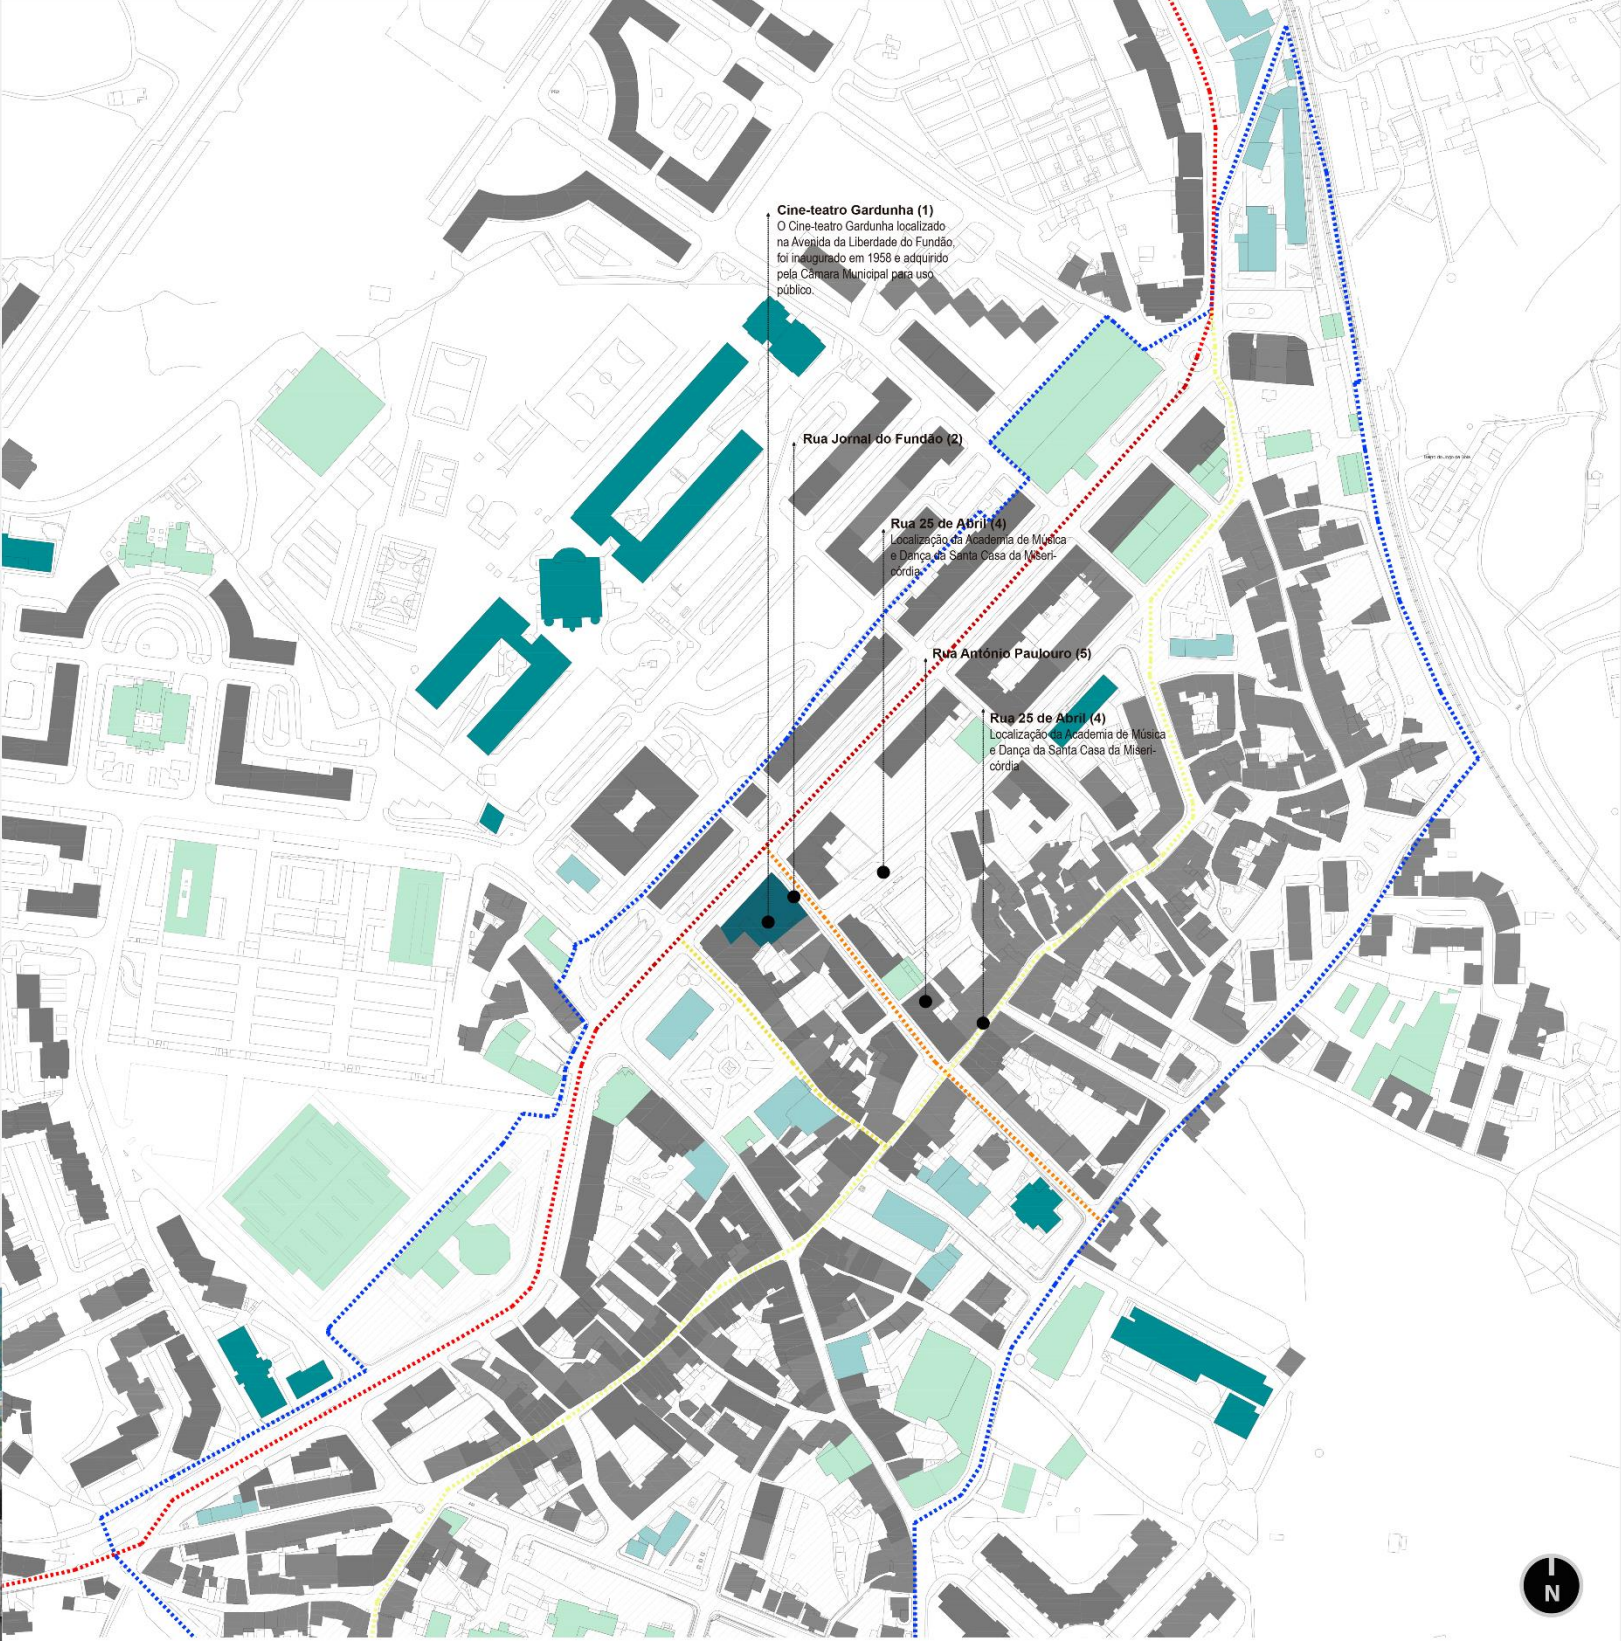 Cine-teatro Gardunha (1)
O Cine-teatro Gardunha localizado
na Avenida da Liberdade do Fundão,
foi inaugurado em 1958 e adquirido
pela Câmara Municipal para uso
público.
Rua Jornal do Fundão (2)
Rua 25 de Abril (4)
Localização da Academia de Música
e Dança da Santa Casa da Miseri-
córdia
Rua António Paulouro (5)
Rua 25 de Abril (4)
Localização da Academia de Música
e Dança da Santa Casa da Miseri-
córdia
N